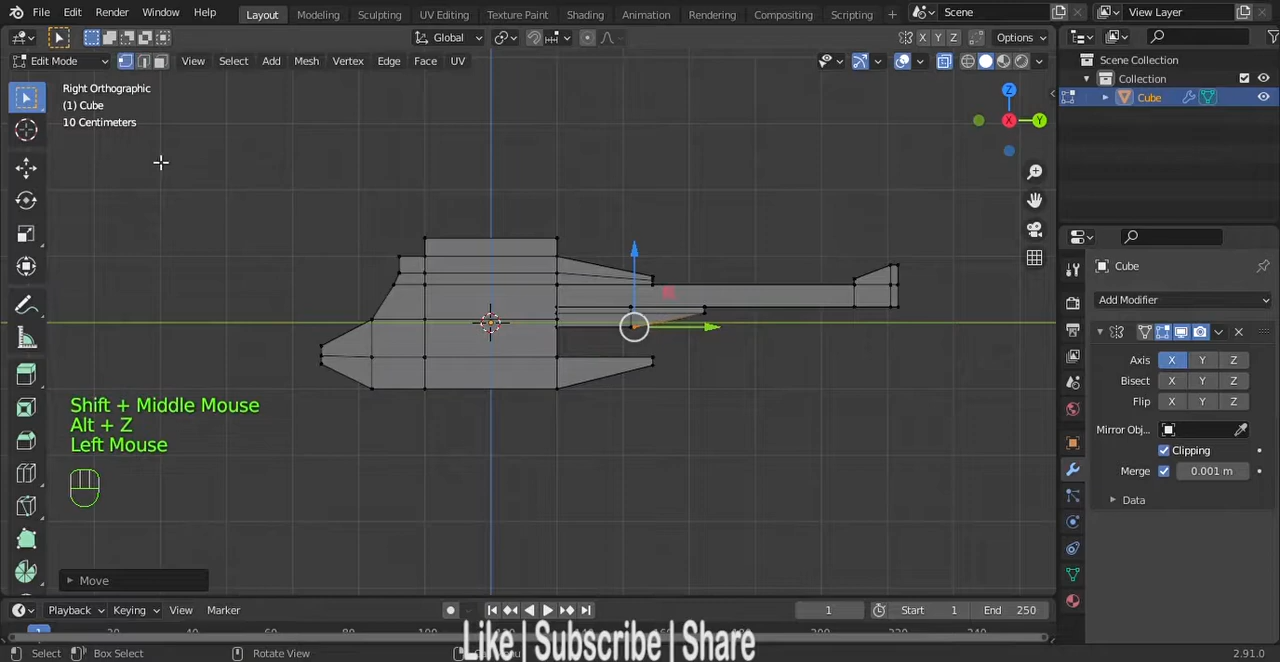 File Edit Render Window Help Layout Modeling Sculpting UV Editing Texture Paint Shading Animation Rendering Compositing Scripting Scene View Layer
Global X Y Z Options
Edit Mode View Select Add Mesh Vertex Edge Face UV
Scene Collection
Collection
Cube
Right Orthographic
(1) Cube
10 Centimeters
Z
X
Y
Cube
Add Modifier
Axis X Y Z
Bisect X Y Z
Flip X Y Z
Mirror Obj...
Clipping
Merge 0.001 m
Data
Shift + Middle Mouse
Alt + Z
Left Mouse
Move
Playback Keying View Marker 1 Start 1 End 250
Like | Subscribe | Share
Select Box Select Rotate View 2.91.0